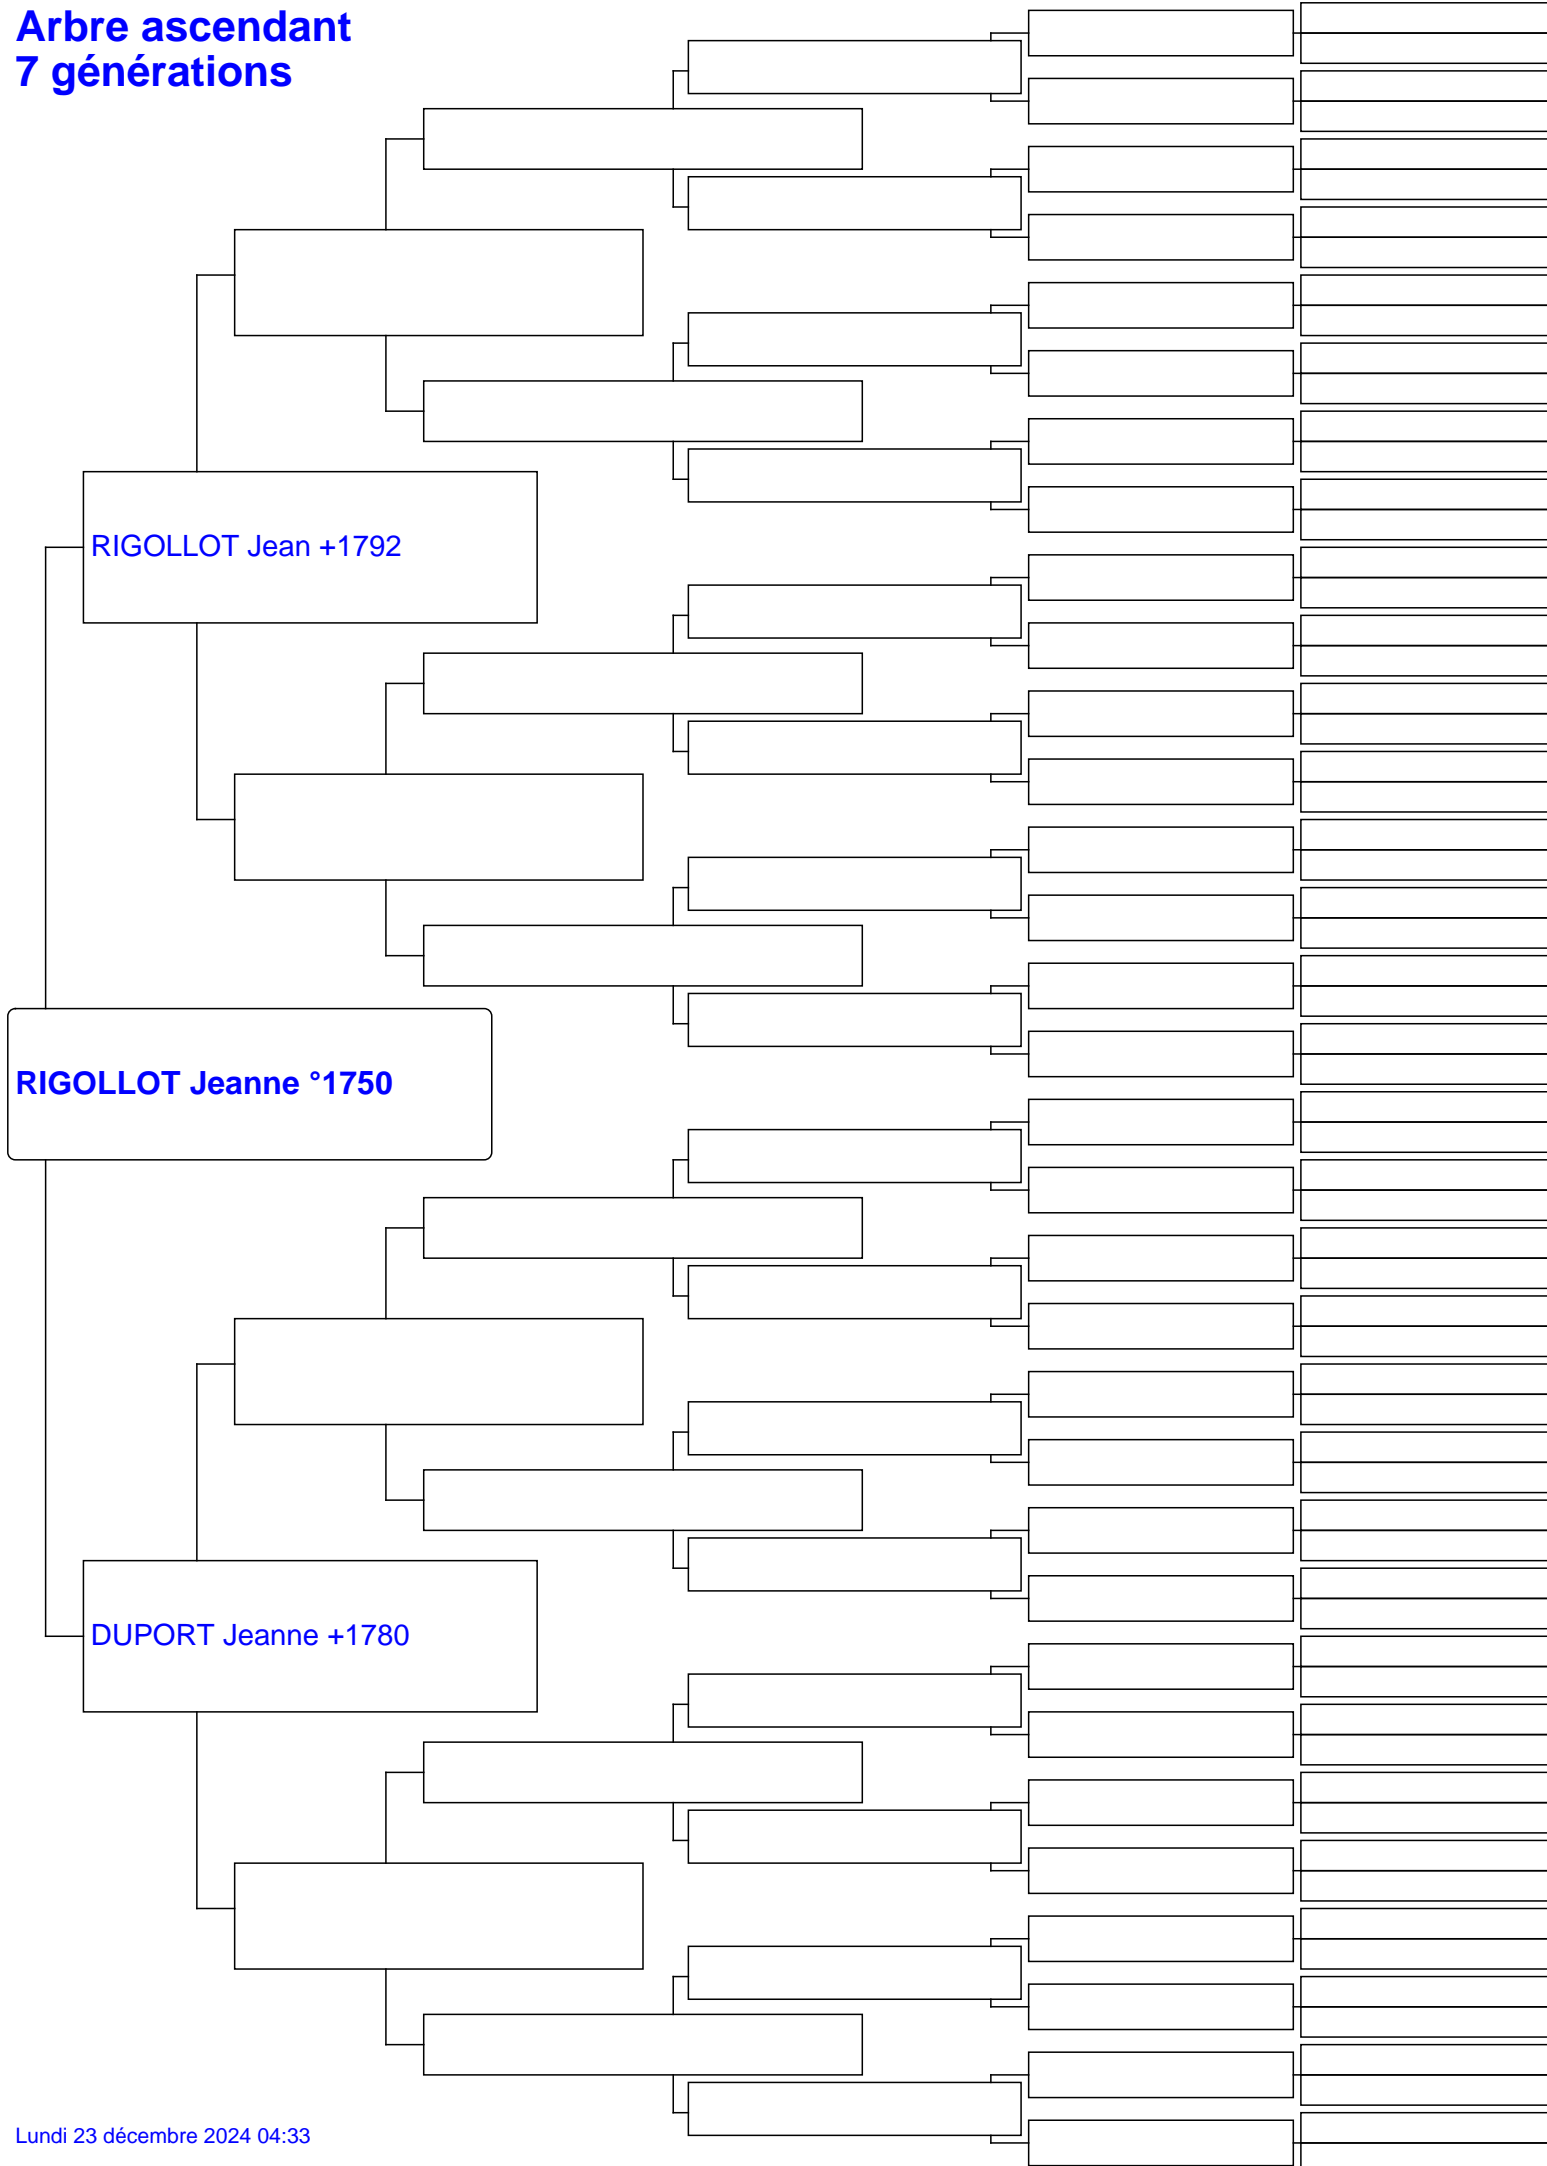 Arbre ascendant
7 générations
RIGOLLOT Jean +1792
RIGOLLOT Jeanne °1750
DUPORT Jeanne +1780
Lundi 23 décembre 2024 04:33